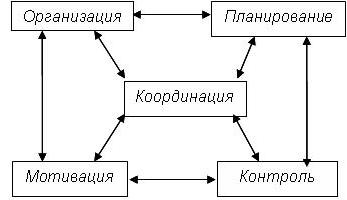 Организация
Планирование
Координация
Мотивация
Контроль